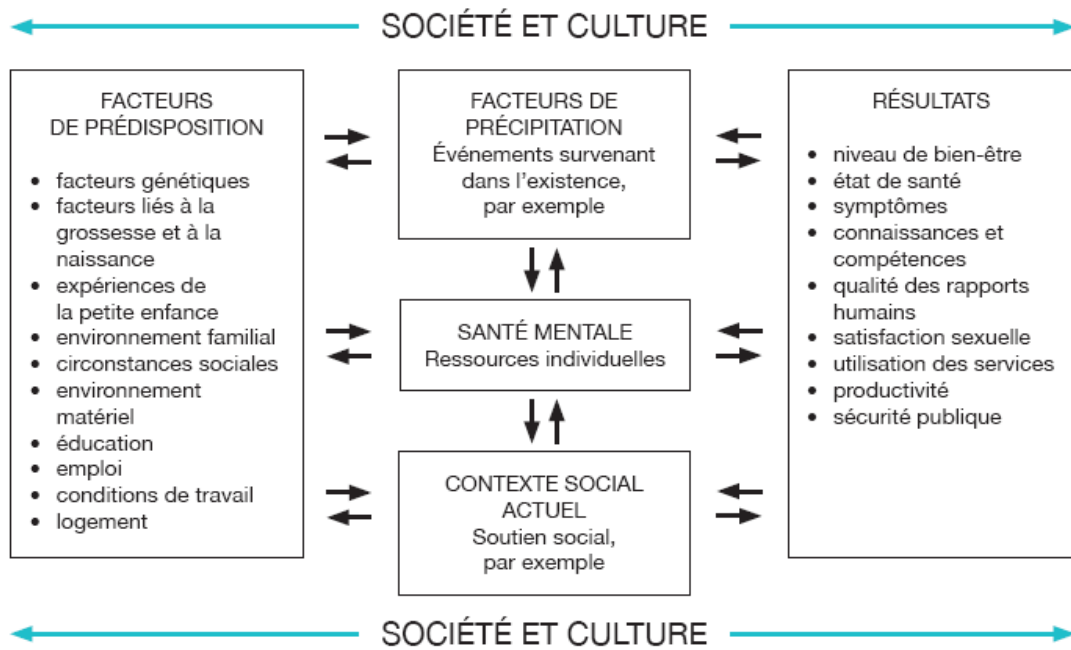 SOCIÉTÉ ET CULTURE
FACTEURS
DE PRÉDISPOSITION
• facteurs génétiques
• facteurs liés à la
grossesse et à la
naissance
• expériences de
la petite enfance
• environnement familial
• circonstances sociales
• environnement
matériel
• éducation
• emploi
• conditions de travail
• logement
FACTEURS DE
PRÉCIPITATION
Événements survenant
dans l’existence,
par exemple
SANTÉ MENTALE
Ressources individuelles
CONTEXTE SOCIAL
ACTUEL
Soutien social,
par exemple
RÉSULTATS
• niveau de bien-être
• état de santé
• symptômes
• connaissances et
compétences
• qualité des rapports
humains
• satisfaction sexuelle
• utilisation des services
• productivité
• sécurité publique
SOCIÉTÉ ET CULTURE